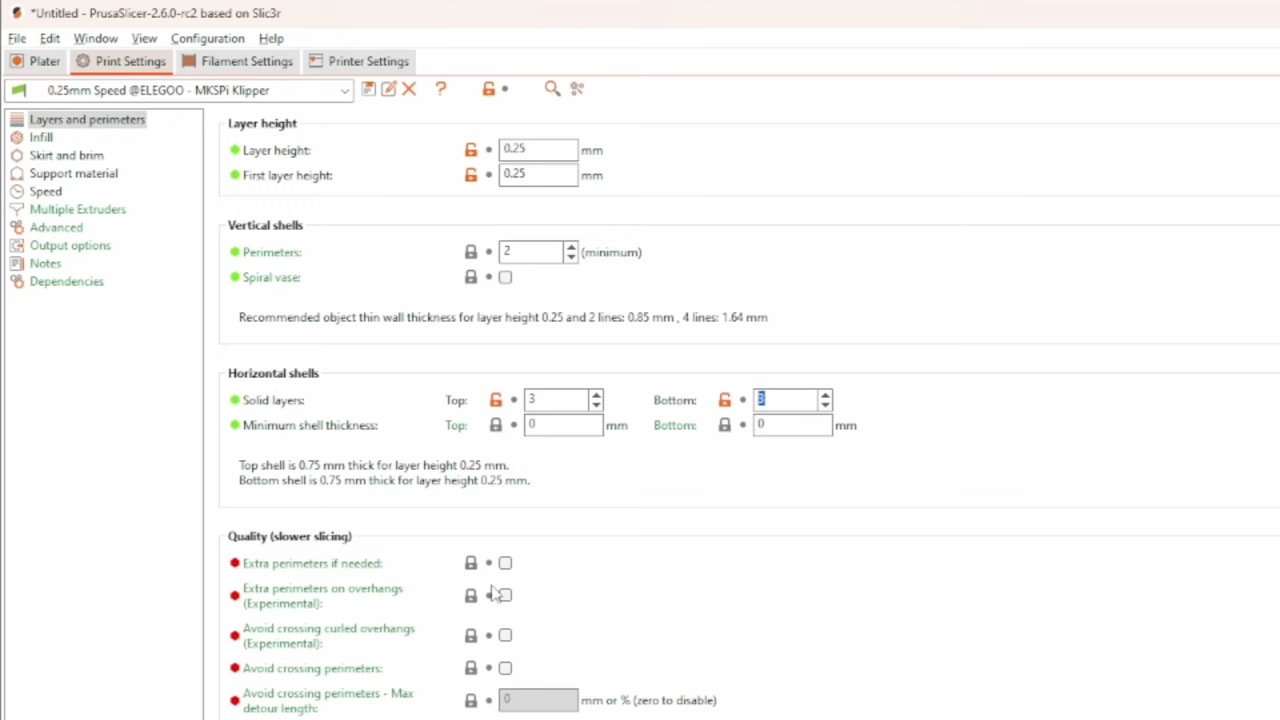 *Untitled - PrusaSlicer-2.6.0-rc2 based on Slic3r
File Edit Window View Configuration Help
Plater Print Settings Filament Settings Printer Settings
0.25mm Speed @ELEGOO - MKSPi Klipper
?
Layers and perimeters
Infill
Skirt and brim
Support material
Speed
Multiple Extruders
Advanced
Output options
Notes
Dependencies
Layer height
Layer height: 0.25 mm
First layer height: 0.25 mm
Vertical shells
Perimeters: 2 (minimum)
Spiral vase:
Recommended object thin wall thickness for layer height 0.25 and 2 lines: 0.85 mm , 4 lines: 1.64 mm
Horizontal shells
Solid layers: Top: 3 Bottom: 3
Minimum shell thickness: Top: 0 mm Bottom: 0 mm
Top shell is 0.75 mm thick for layer height 0.25 mm.
Bottom shell is 0.75 mm thick for layer height 0.25 mm.
Quality (slower slicing)
Extra perimeters if needed:
Extra perimeters on overhangs
(Experimental):
Avoid crossing curled overhangs
(Experimental):
Avoid crossing perimeters:
Avoid crossing perimeters - Max
detour length: 0 mm or % (zero to disable)